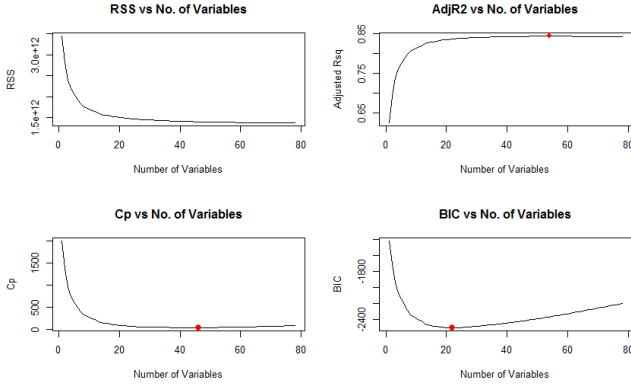 RSS vs No. of Variables
RSS
3.0e+12
1.5e+12
0 20 40 60 80
Number of Variables
AdjR2 vs No. of Variables
Adjusted Rsq
0.85
0.75
0.65
0 20 40 60 80
Number of Variables
Cp vs No. of Variables
Cp
1500
500
0
0 20 40 60 80
Number of Variables
BIC vs No. of Variables
BIC
-1800
-2400
0 20 40 60 80
Number of Variables